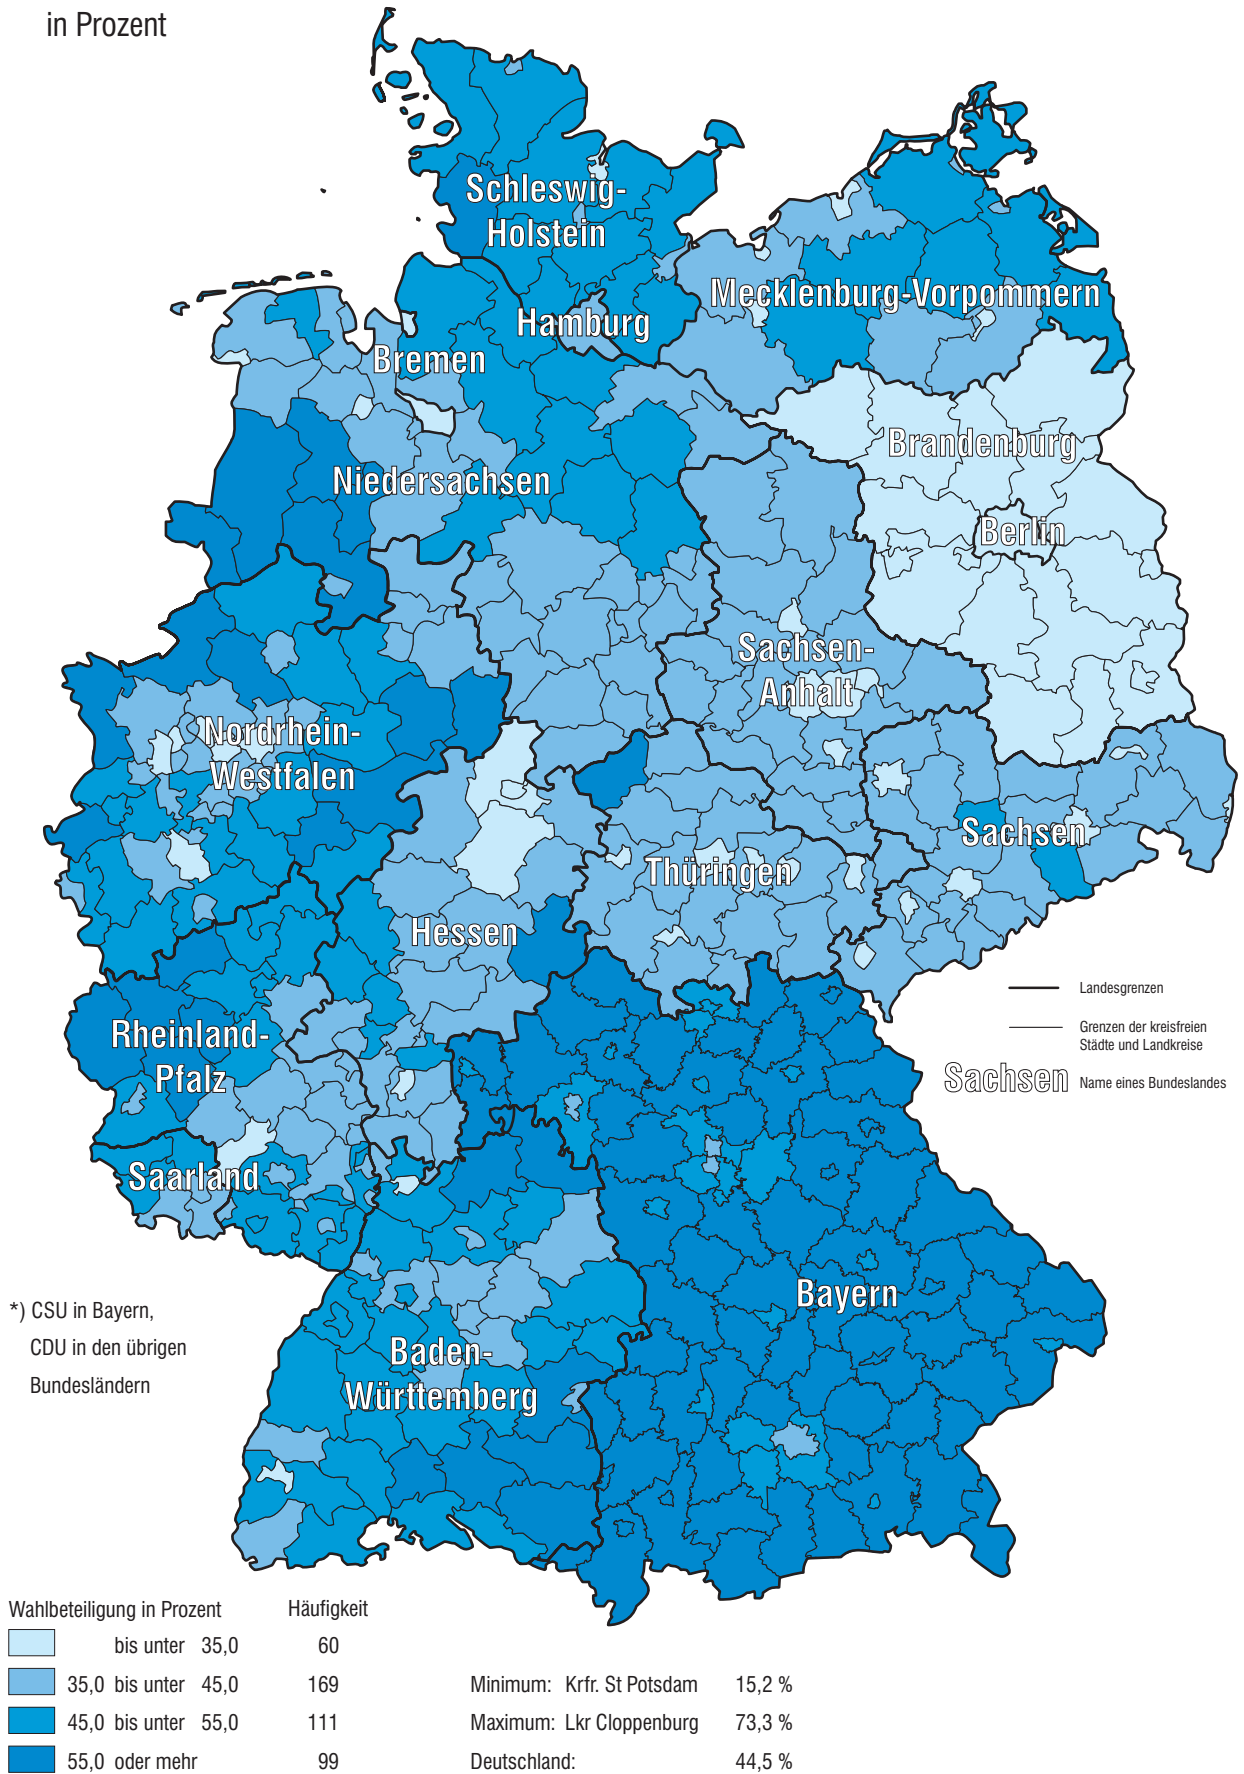 in Prozent
Schleswig-
Holstein
Mecklenburg-Vorpommern
Hamburg
Bremen
Brandenburg
Niedersachsen
Berlin
Sachsen-
Anhalt
Nordrhein-
Westfalen
Sachsen
Thüringen
Hessen
Landesgrenzen
Grenzen der kreisfreien
Städte und Landkreise
Sachsen Name eines Bundeslandes
Rheinland-
Pfalz
Saarland
Bayern
*) CSU in Bayern,
CDU in den übrigen
Bundesländern
Baden-
Württemberg
Wahlbeteiligung in Prozent Häufigkeit
bis unter 35,0 60
35,0 bis unter 45,0 169
45,0 bis unter 55,0 111
55,0 oder mehr 99
Minimum: Krfr. St Potsdam 15,2 %
Maximum: Lkr Cloppenburg 73,3 %
Deutschland: 44,5 %